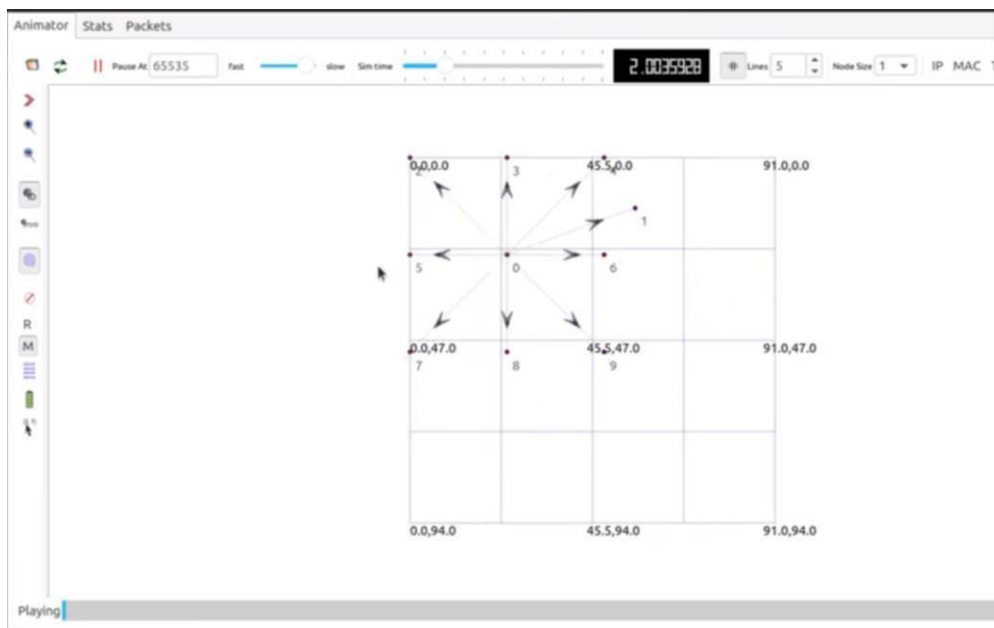 Animator Stats Packets
Pause At 65535 fast slow Sim time 2.0035928 # Lines 5 Node Size 1 IP MAC
0.0,0.0 45.5,0.0 91.0,0.0
2 3 4
1
5 0 6
R
M
0.0,47.0 45.5,47.0 91.0,47.0
7 8 9
0.0,94.0 45.5,94.0 91.0,94.0
Playing